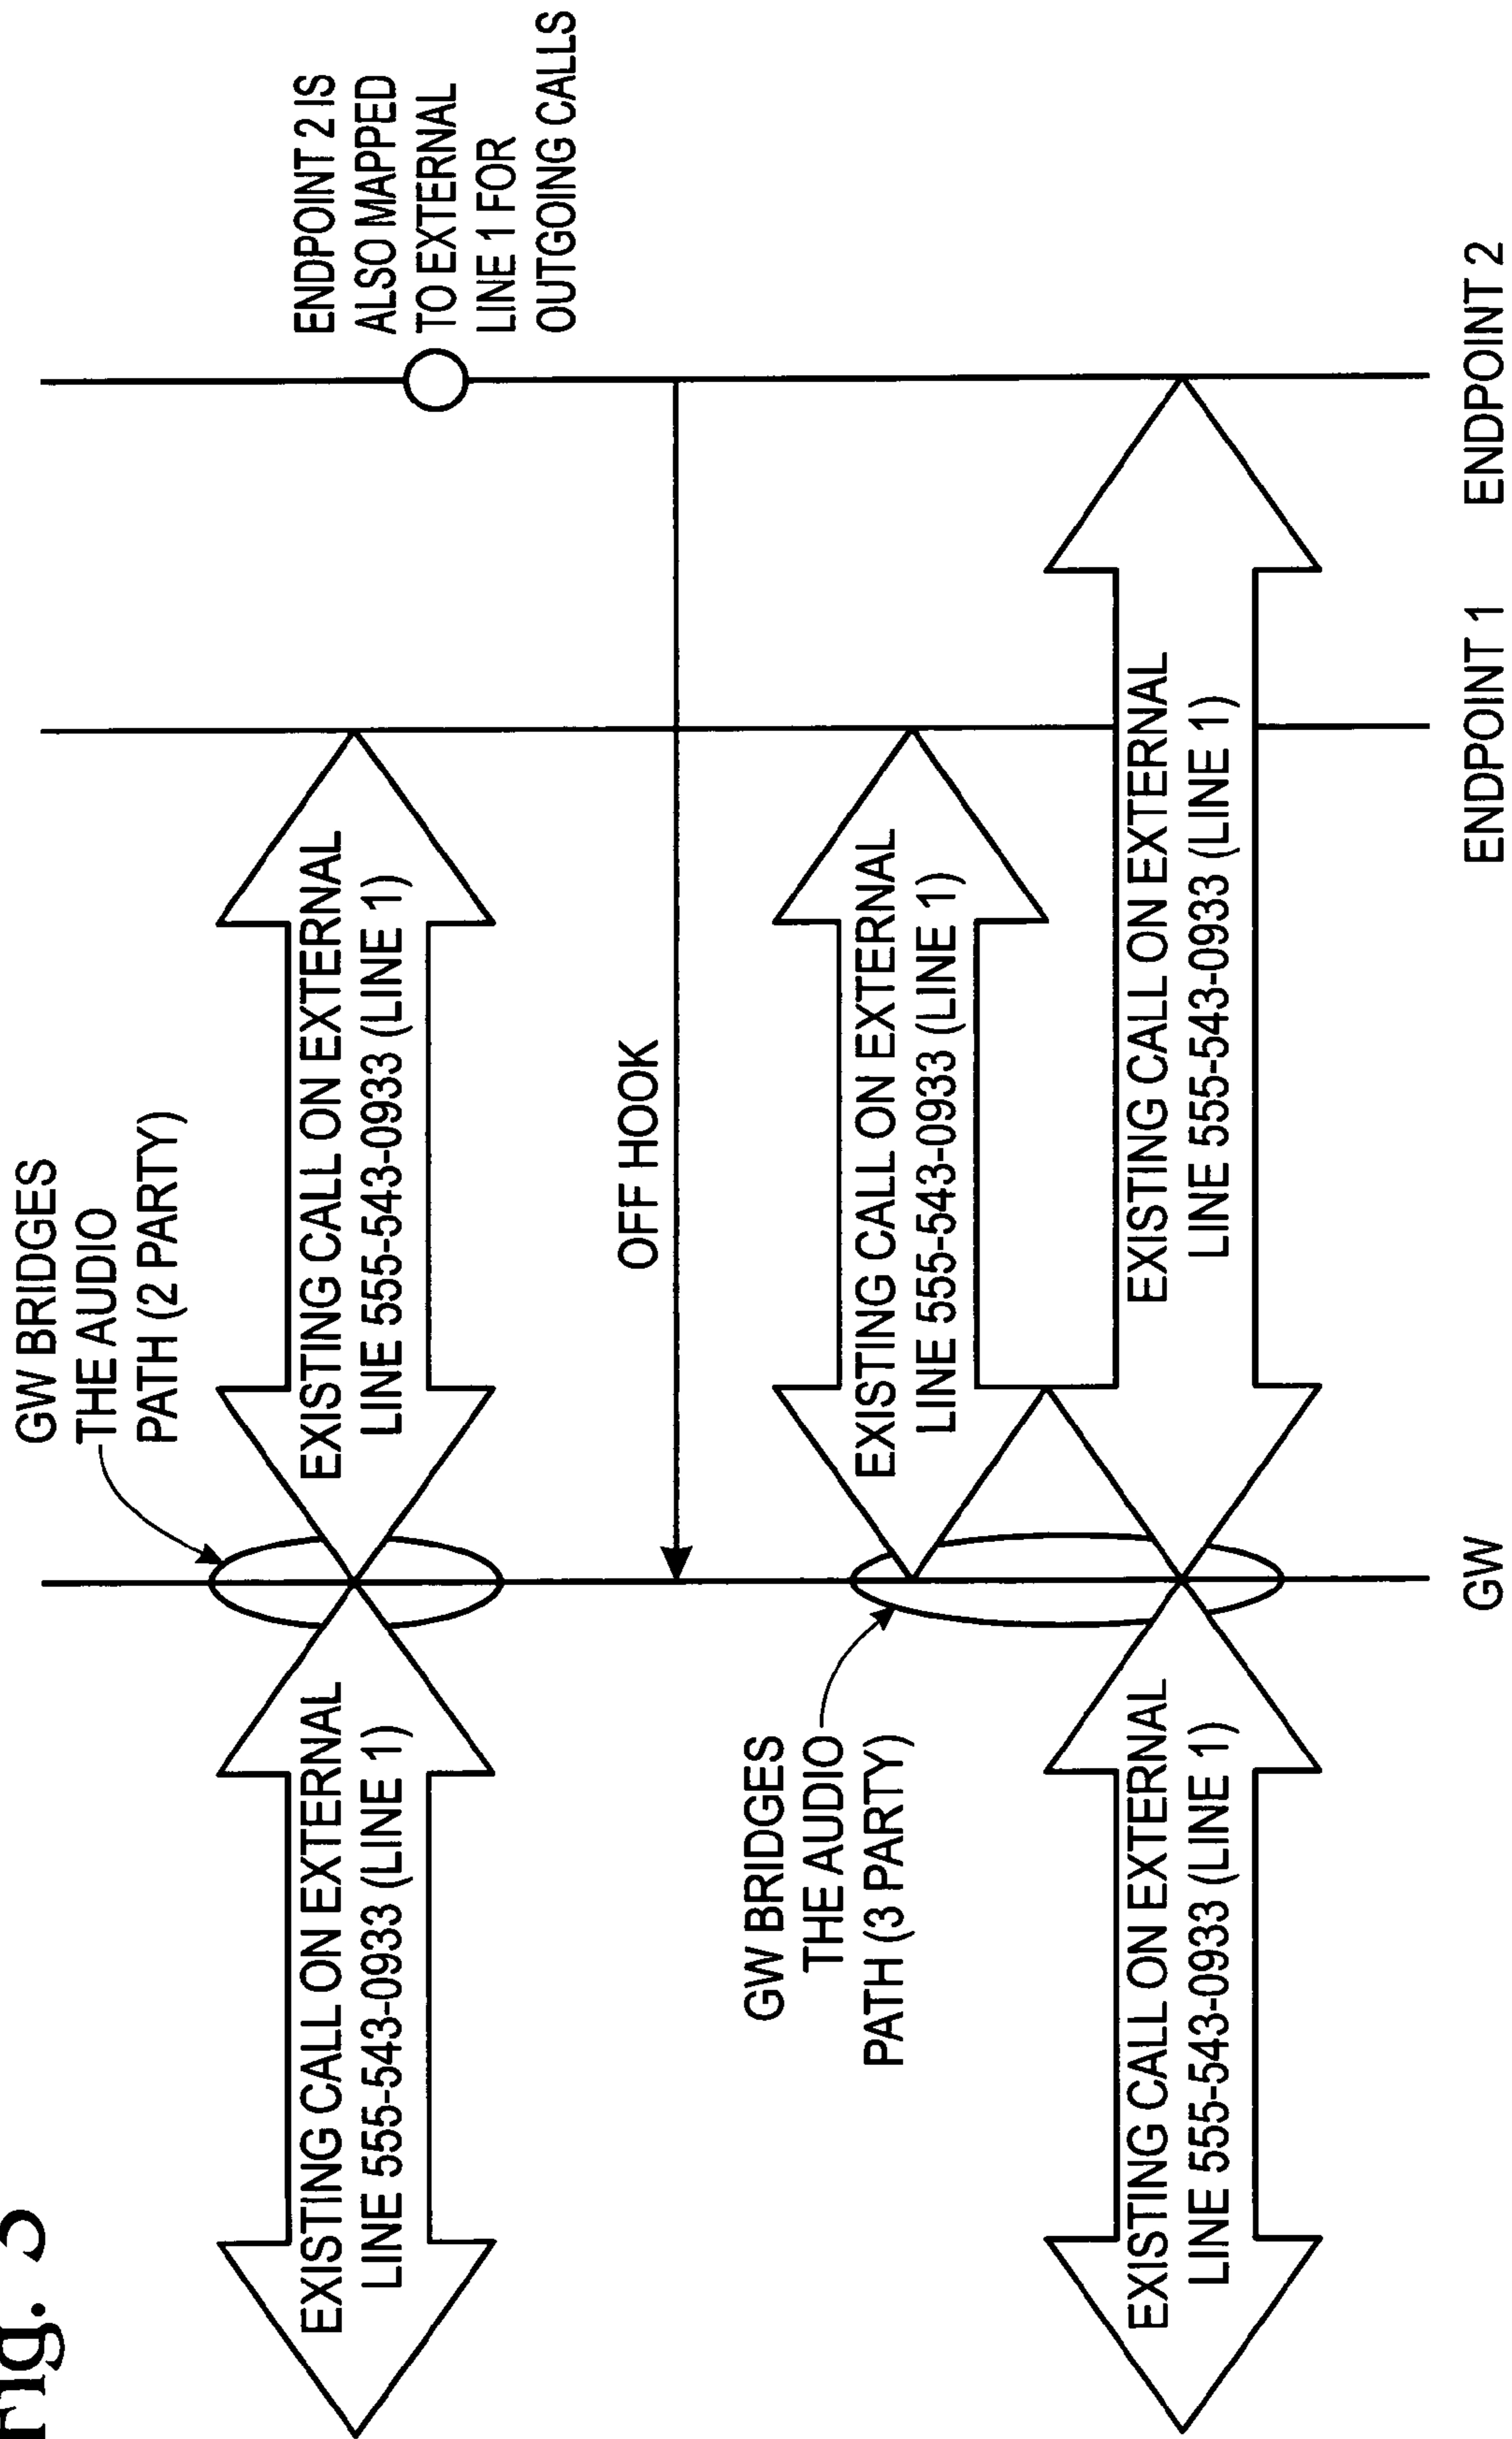 Fig. 5
GW BRIDGES
THE AUDIO
PATH (2 PARTY)
ENDPOINT 2 IS
ALSO MAPPED
TO EXTERNAL
LINE 1 FOR
OUTGOING CALLS
EXISTING CALL ON EXTERNAL
LINE 555-543-0933 (LINE 1)
EXISTING CALL ON EXTERNAL
LINE 555-543-0933 (LINE 1)
OFF HOOK
GW BRIDGES
THE AUDIO
PATH (3 PARTY)
EXISTING CALL ON EXTERNAL
LINE 555-543-0933 (LINE 1)
EXISTING CALL ON EXTERNAL
LINE 555-543-0933 (LINE 1)
EXISTING CALL ON EXTERNAL
LINE 555-543-0933 (LINE 1)
GW
ENDPOINT 1
ENDPOINT 2